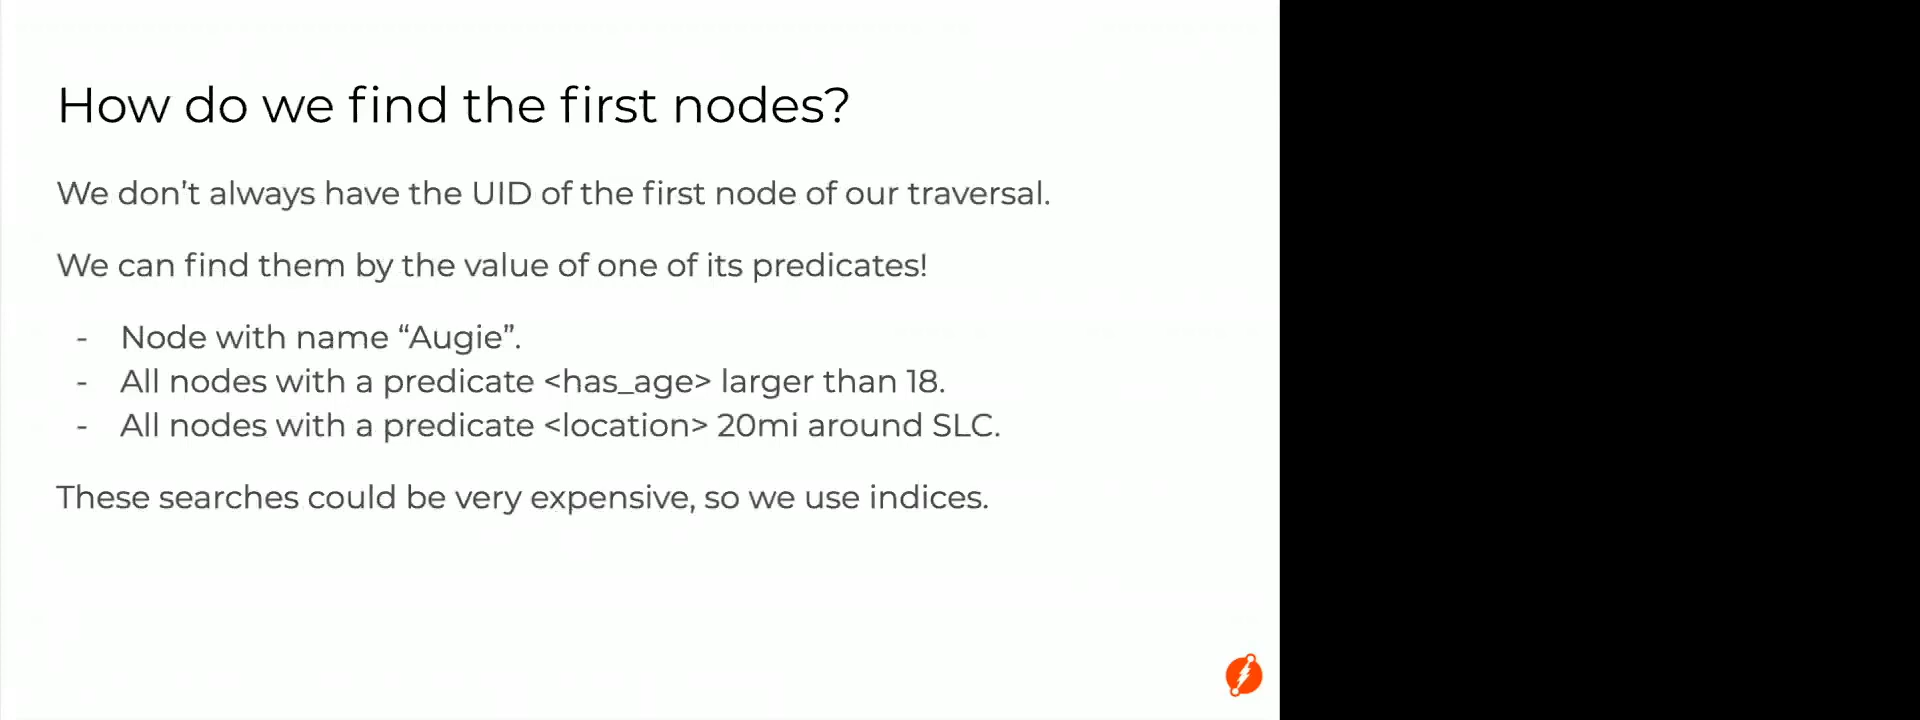 How do we find the first nodes?
We don’t always have the UID of the first node of our traversal.
We can find them by the value of one of its predicates!
- Node with name “Augie”.
- All nodes with a predicate <has_age> larger than 18.
- All nodes with a predicate <location> 20mi around SLC.
These searches could be very expensive, so we use indices.